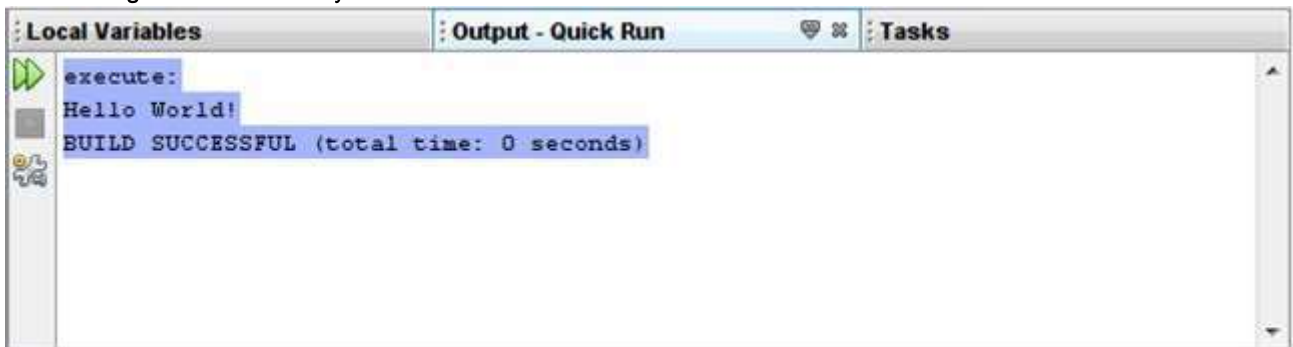 Local Variables
Output - Quick Run
Tasks
execute:
Hello World!
BUILD SUCCESSFUL (total time: 0 seconds)